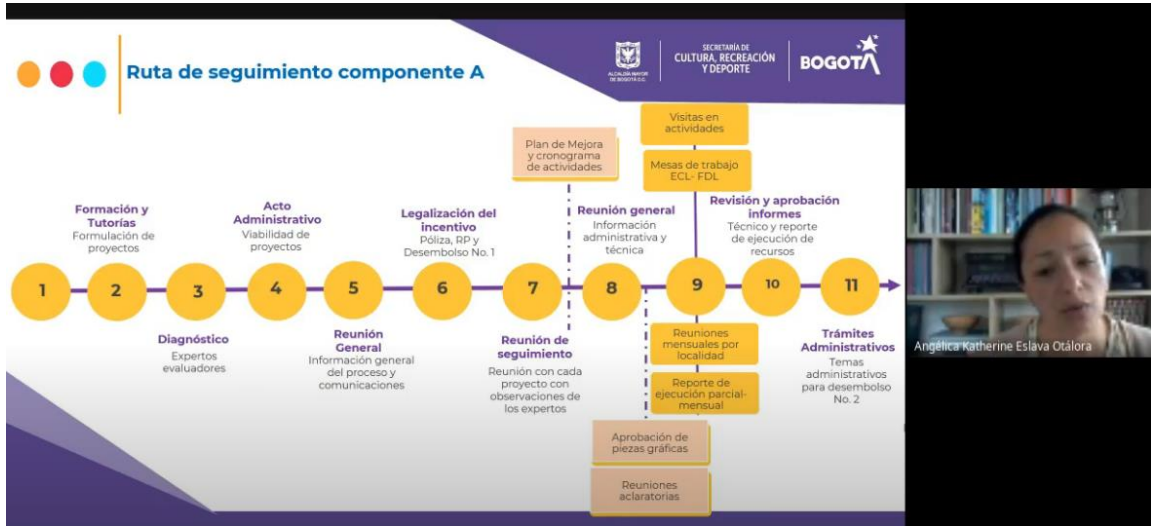 Ruta de seguimiento componente A
ALCALDÍA MAYOR
DE BOGOTÁ D.C.
SECRETARÍA DE
CULTURA, RECREACIÓN
Y DEPORTE
BOGOTÁ
Visitas en
actividades
Mesas de trabajo
ECL- FDL
Plan de Mejora
y cronograma
de actividades
Formación y
Tutorías
Formulación de
proyectos
Acto
Administrativo
Viabilidad de
proyectos
Legalización del
incentivo
Póliza, RP y
Desembolso No. 1
Reunión general
Información
administrativa y
técnica
Revisión y aprobación
informes
Técnico y reporte
de ejecución de
recursos
1
2
3
4
5
6
7
8
9
10
11
Diagnóstico
Expertos
evaluadores
Reunión
General
Información general
del proceso y
comunicaciones
Reunión de
seguimiento
Reunión con cada
proyecto con
observaciones de
los expertos
Reuniones
mensuales por
localidad
Reporte de
ejecución parcial-
mensual
Trámites
Administrativos
Temas
administrativos
para desembolso
No. 2
Aprobación de
piezas gráficas
Reuniones
aclaratorias
Angélica Katherine Eslava Otálora